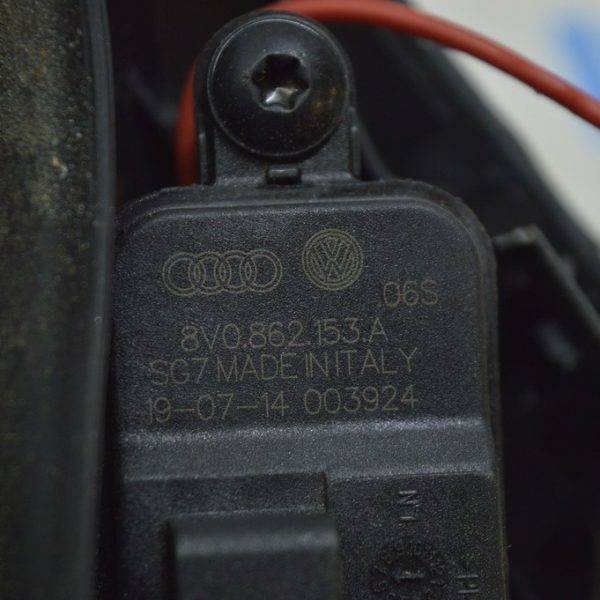 .06S
8V0.862.153.A
SG7 MADE IN ITALY
19-07-14 003924